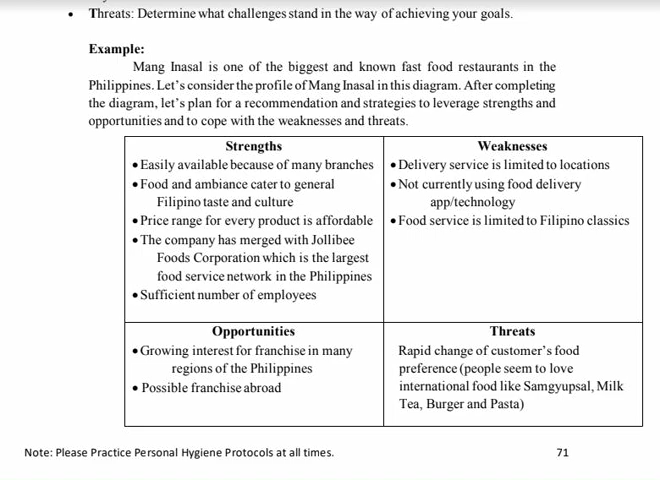 • Threats: Determine what challenges stand in the way of achieving your goals.
Example:
Mang Inasal is one of the biggest and known fast food restaurants in the
Philippines. Let's consider the profile of Mang Inasal in this diagram. After completing
the diagram, let's plan for a recommendation and strategies to leverage strengths and
opportunities and to cope with the weaknesses and threats.
Strengths
• Easily available because of many branches
• Food and ambiance cater to general
Filipino taste and culture
• Price range for every product is affordable
• The company has merged with Jollibee
Foods Corporation which is the largest
food service network in the Philippines
• Sufficient number of employees
Weaknesses
• Delivery service is limited to locations
• Not currently using food delivery
app/technology
• Food service is limited to Filipino classics
Opportunities
• Growing interest for franchise in many
regions of the Philippines
• Possible franchise abroad
Threats
Rapid change of customer's food
preference (people seem to love
international food like Samgyupsal, Milk
Tea, Burger and Pasta)
Note: Please Practice Personal Hygiene Protocols at all times.
71